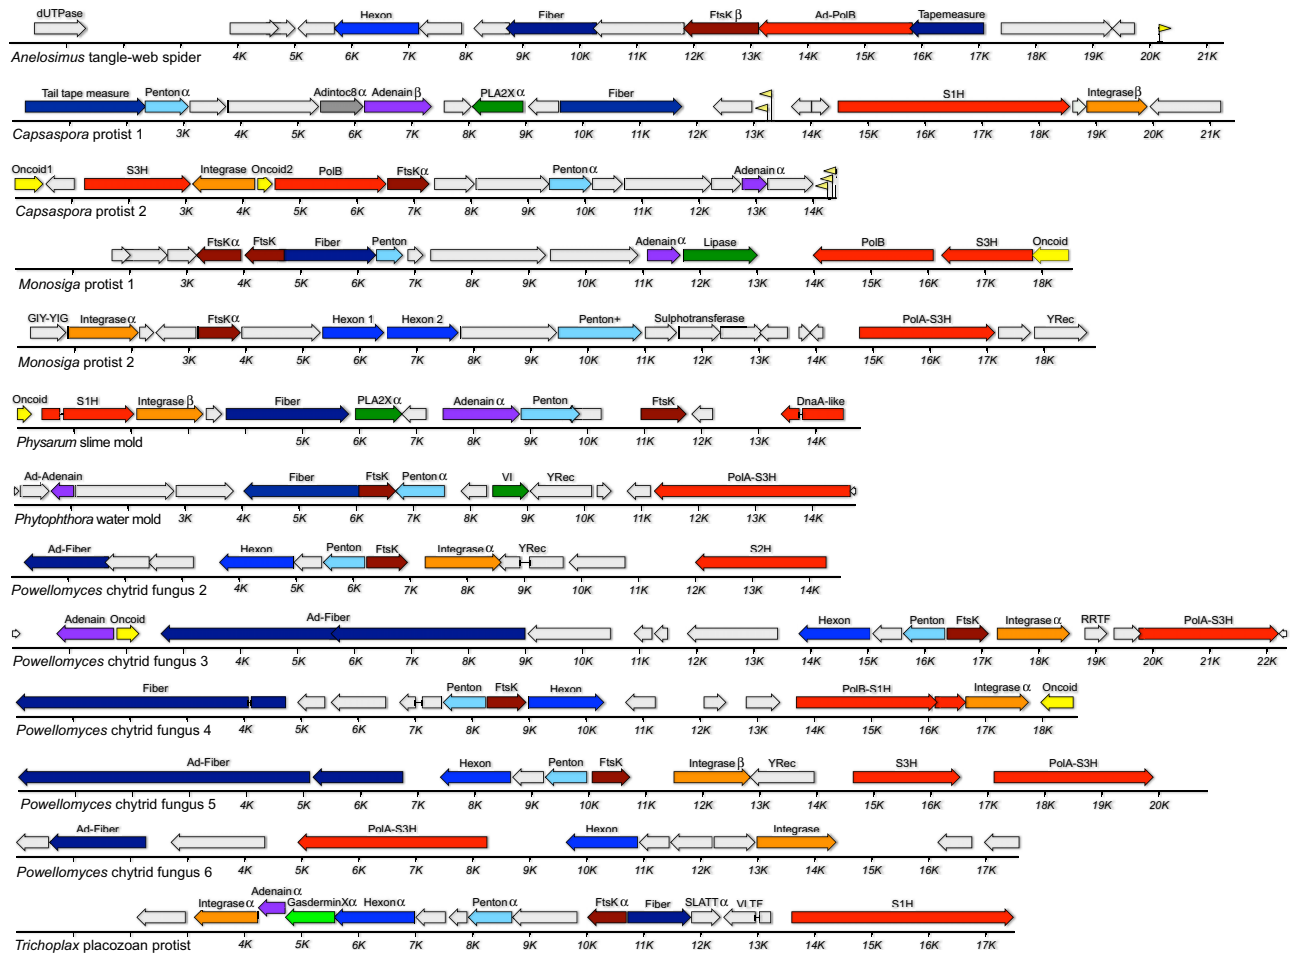 dUTPase Hexon Fiber FtsK β Ad-PolB Tapemeasure
4K 5K 6K 7K 8K 9K 10K 11K 12K 13K 14K 15K 16K 17K 18K 19K 20K 21K
Anelosimus tangle-web spider
Tail tape measure Penton α Adintoc8 α Adenain β PLA2X α Fiber S1H Integrase β
3K 4K 5K 6K 7K 8K 9K 10K 11K 12K 13K 14K 15K 16K 17K 18K 19K 20K 21K
Capsaspora protist 1
Oncoid1 S3H Integrase Oncoid2 PolB FtsK α Penton α Adenain α
3K 4K 5K 6K 7K 8K 9K 10K 11K 12K 13K 14K
Capsaspora protist 2
FtsK α FtsK Fiber Penton Adenain α Lipase PolB S3H Oncoid
3K 4K 5K 6K 7K 8K 9K 10K 11K 12K 13K 14K 15K 16K 17K 18K
Monosiga protist 1
GIY-YIG Integrase α FtsK α Hexon 1 Hexon 2 Penton+ Sulphotransferase PolA-S3H YRec
3K 4K 5K 6K 7K 8K 9K 10K 11K 12K 13K 14K 15K 16K 17K 18K
Monosiga protist 2
Oncoid S1H Integrase β Fiber PLA2X α Adenain α Penton FtsK DnaA-like
5K 6K 7K 8K 9K 10K 11K 12K 13K 14K
Physarum slime mold
Ad-Adenain Fiber FtsK Penton α VI YRec PolA-S3H
3K 4K 5K 6K 7K 8K 9K 10K 11K 12K 13K 14K
Phytophthora water mold
Ad-Fiber Hexon Penton FtsK Integrase α YRec S2H
4K 5K 6K 7K 8K 9K 10K 11K 12K 13K 14K
Powellomyces chytrid fungus 2
Adenain Oncoid Ad-Fiber Hexon Penton FtsK Integrase α RRTF PolA-S3H
4K 5K 6K 7K 8K 9K 10K 11K 12K 13K 14K 15K 16K 17K 18K 19K 20K 21K 22K
Powellomyces chytrid fungus 3
Fiber Penton FtsK Hexon PolB-S1H Integrase α Oncoid
4K 5K 6K 7K 8K 9K 10K 11K 12K 13K 14K 15K 16K 17K 18K
Powellomyces chytrid fungus 4
Ad-Fiber Hexon Penton FtsK Integrase β YRec S3H PolA-S3H
4K 5K 6K 7K 8K 9K 10K 11K 12K 13K 14K 15K 16K 17K 18K 19K 20K
Powellomyces chytrid fungus 5
Ad-Fiber PolA-S3H Hexon Integrase
4K 5K 6K 7K 8K 9K 10K 11K 12K 13K 14K 15K 16K 17K
Powellomyces chytrid fungus 6
Integrase α Adenain α GasderminXα Hexon α Penton α FtsK α Fiber SLATT α VLTF S1H
4K 5K 6K 7K 8K 9K 10K 11K 12K 13K 14K 15K 16K 17K
Trichoplax placozoan protist